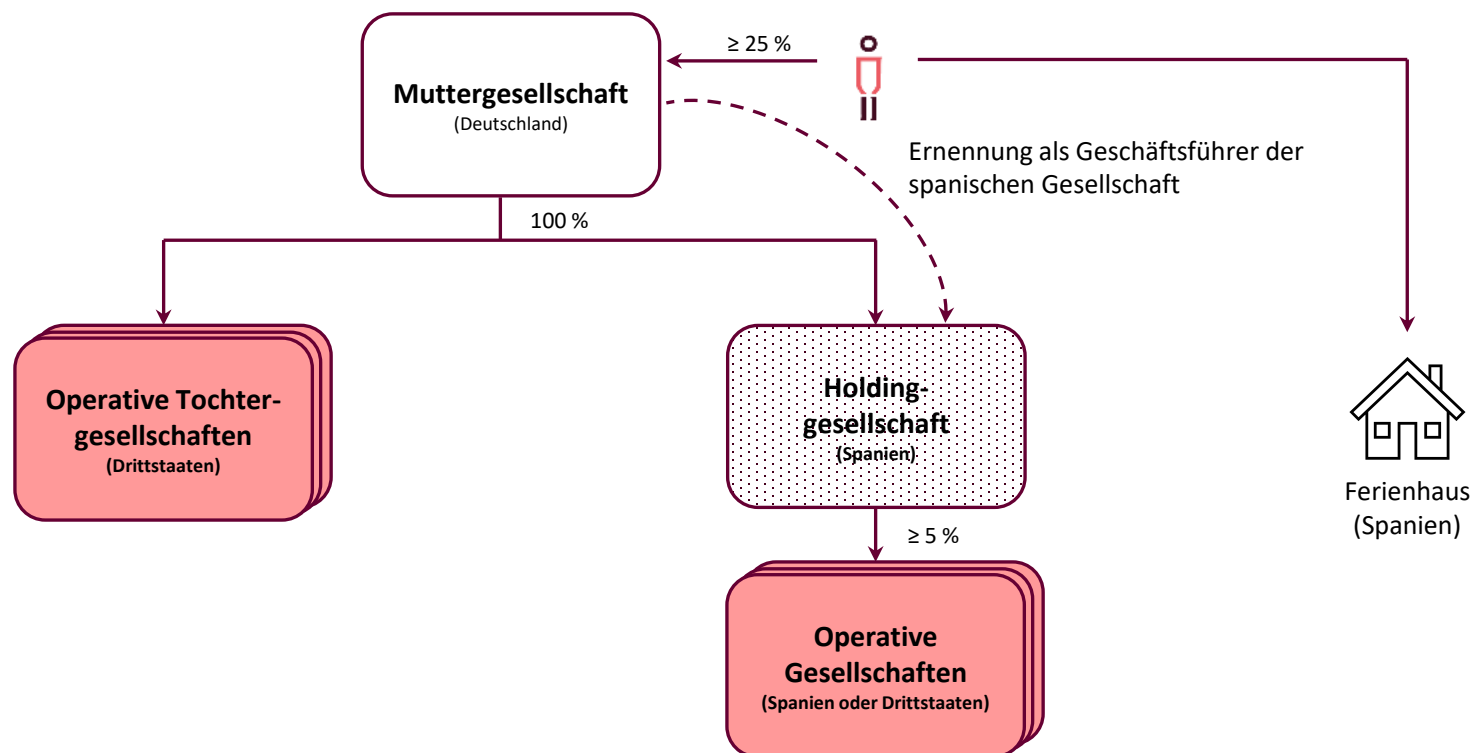 ≥ 25 %
Muttergesellschaft
(Deutschland)
Ernennung als Geschäftsführer der
spanischen Gesellschaft
100 %
Operative Tochter-
gesellschaften
(Drittstaaten)
Holding-
gesellschaft
(Spanien)
Ferienhaus
(Spanien)
≥ 5 %
Operative
Gesellschaften
(Spanien oder Drittstaaten)